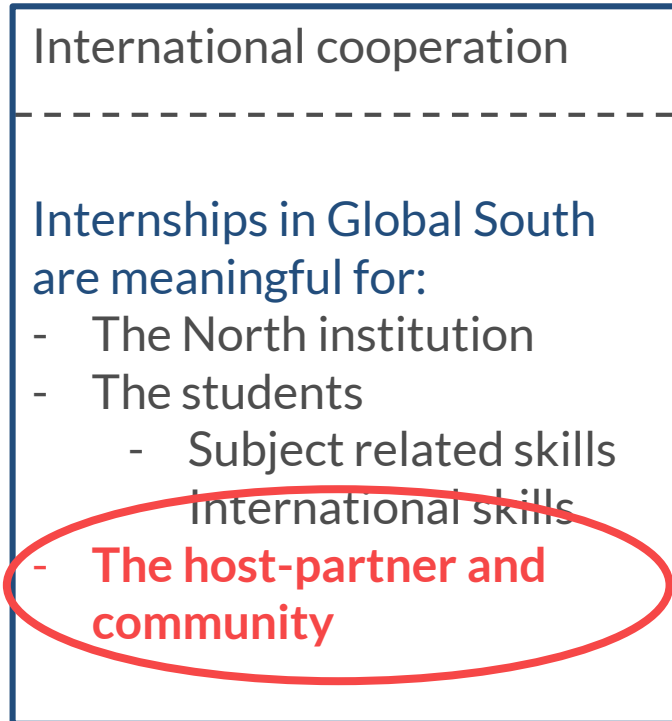 International cooperation
Internships in Global South
are meaningful for:
- The North institution
- The students
- Subject related skills
International skills
- The host-partner and
community